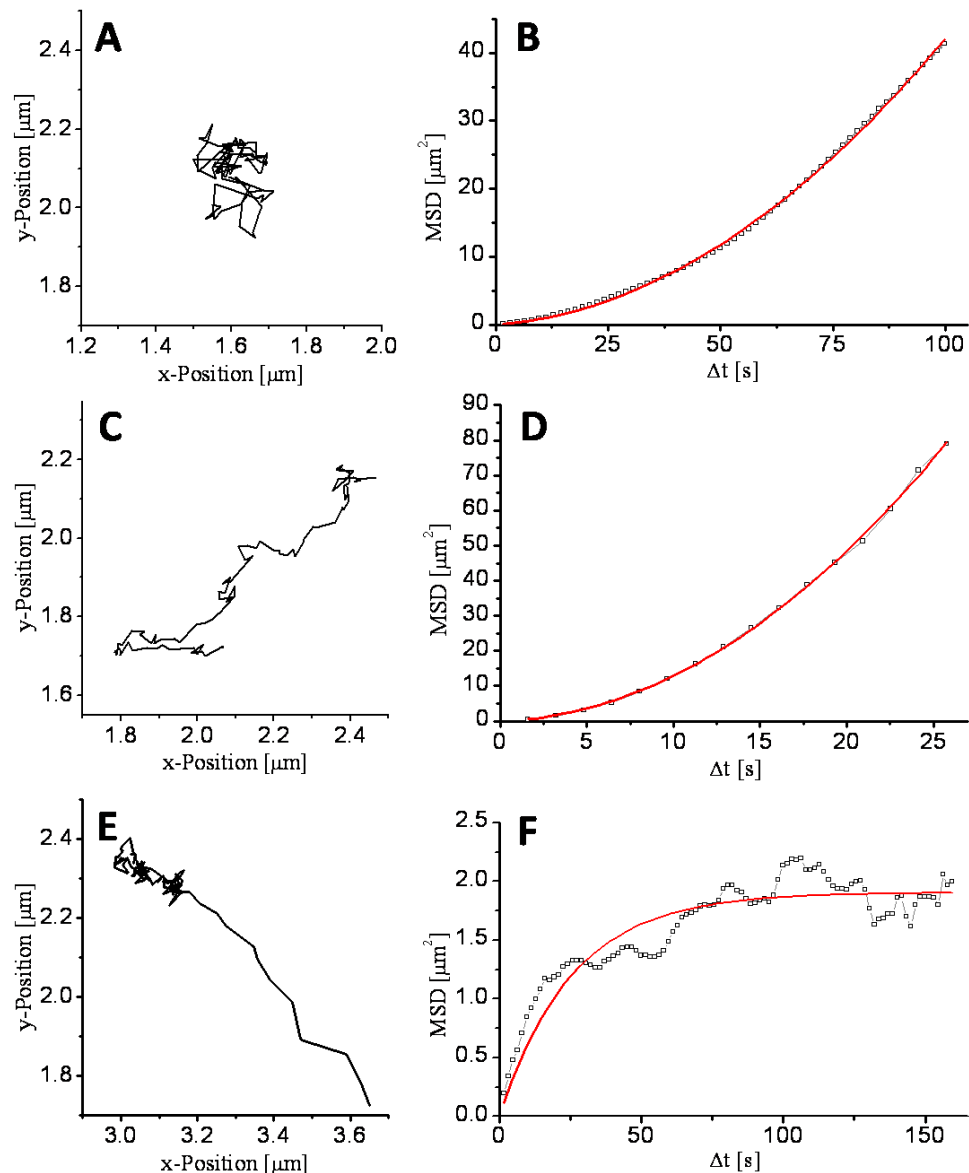 A
2.4
2.2
2.0
1.8
y-Position [μm]
1.2 1.4 1.6 1.8 2.0
x-Position [μm]
B
40
30
20
10
0
MSD [μm²]
25 50 75 100
Δt [s]
C
2.2
2.0
1.8
1.6
y-Position [μm]
1.8 2.0 2.2 2.4
x-Position [μm]
D
90
80
70
60
50
40
30
20
10
0
MSD [μm²]
0 5 10 15 20 25
Δt [s]
E
2.4
2.2
2.0
1.8
y-Position [μm]
3.0 3.2 3.4 3.6
x-Position [μm]
F
2.5
2.0
1.5
1.0
0.5
0.0
MSD [μm²]
0 50 100 150
Δt [s]